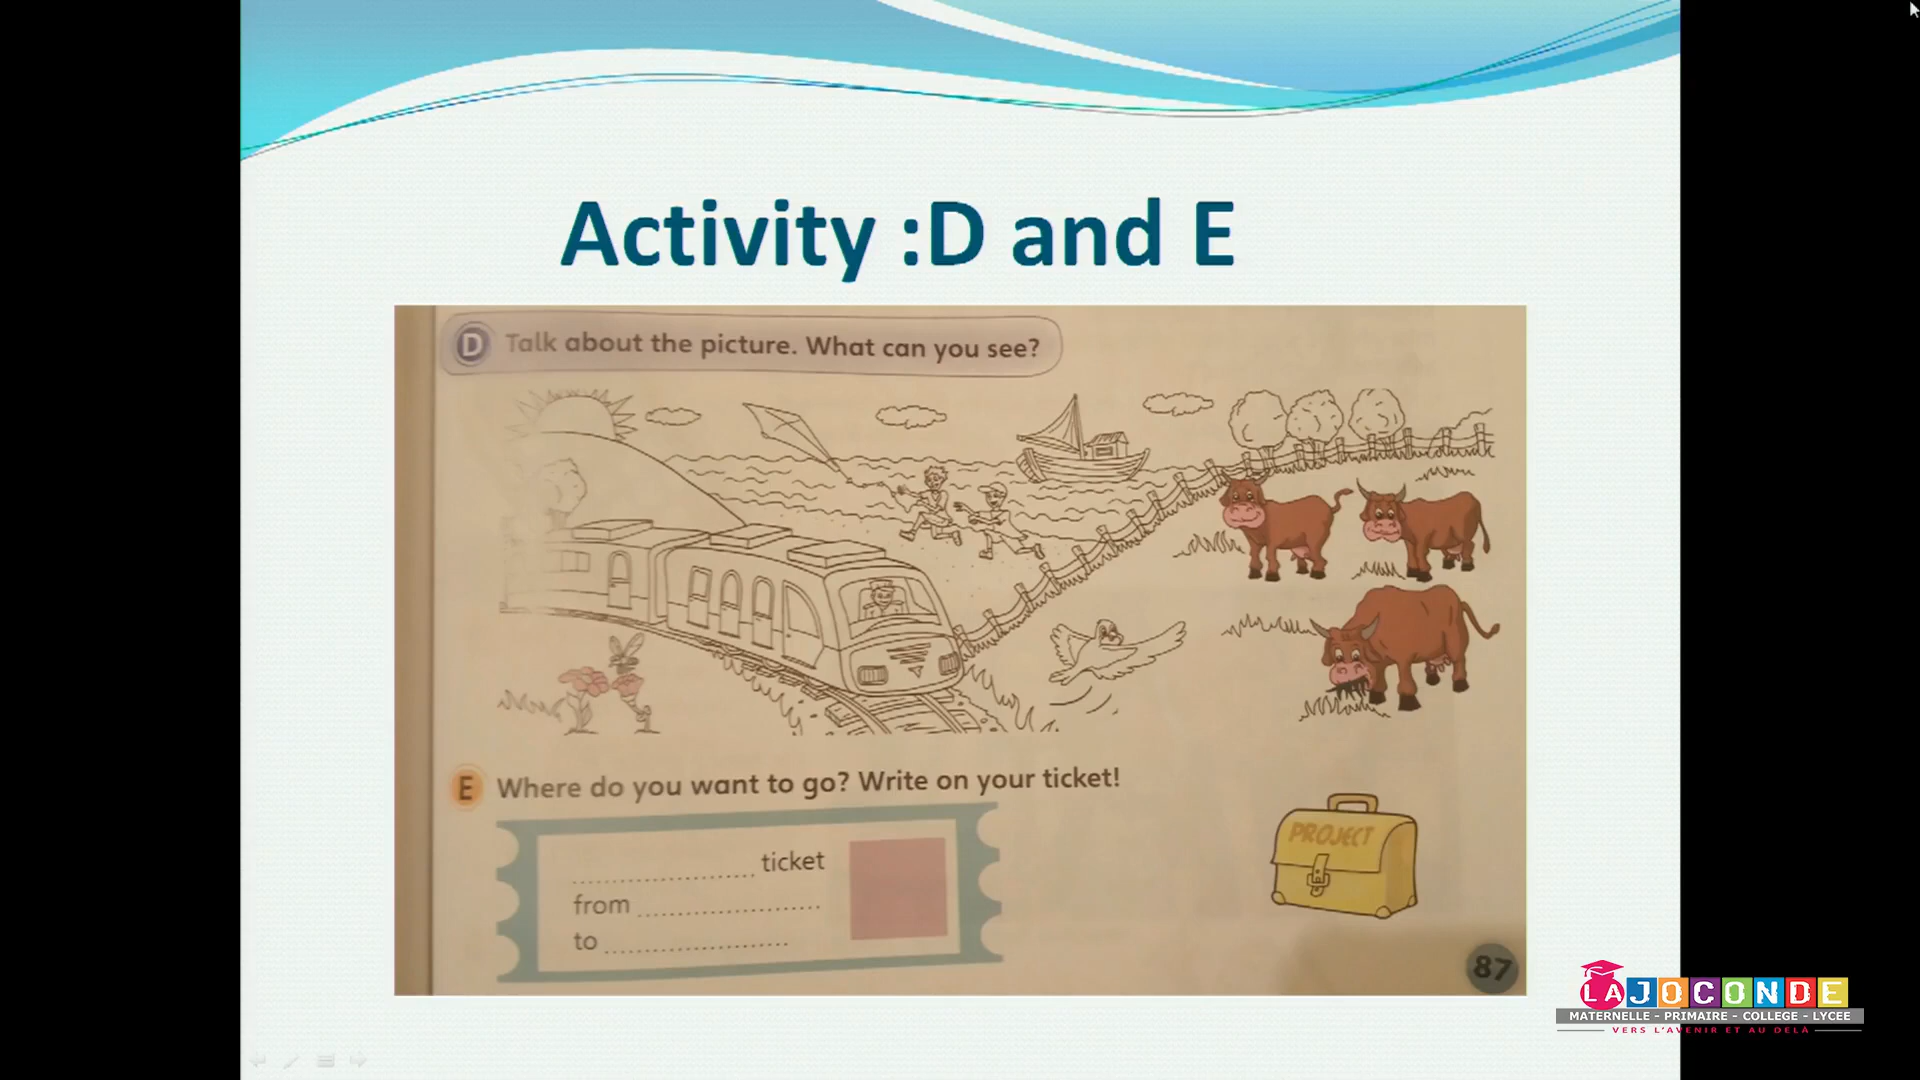 Activity :D and E
D Talk about the picture. What can you see?
E Where do you want to go? Write on your ticket!
.......................... ticket
from ..........................
to ..........................
PROJECT
87
LAJOCONDE
MATERNELLE - PRIMAIRE - COLLEGE - LYCEE
VERS L'AVENIR ET AU DELÀ